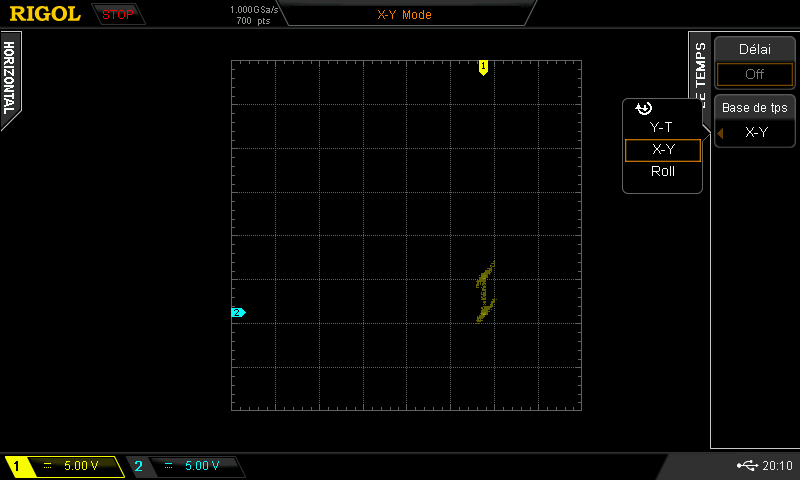 RIGOL
STOP
1.000GSa/s
700 pts
X-Y Mode
HORIZONTAL
1
2
Y-T
X-Y
Roll
TEMPS
Délai
Off
Base de tps
X-Y
1 5.00 V
2 5.00 V
20:10